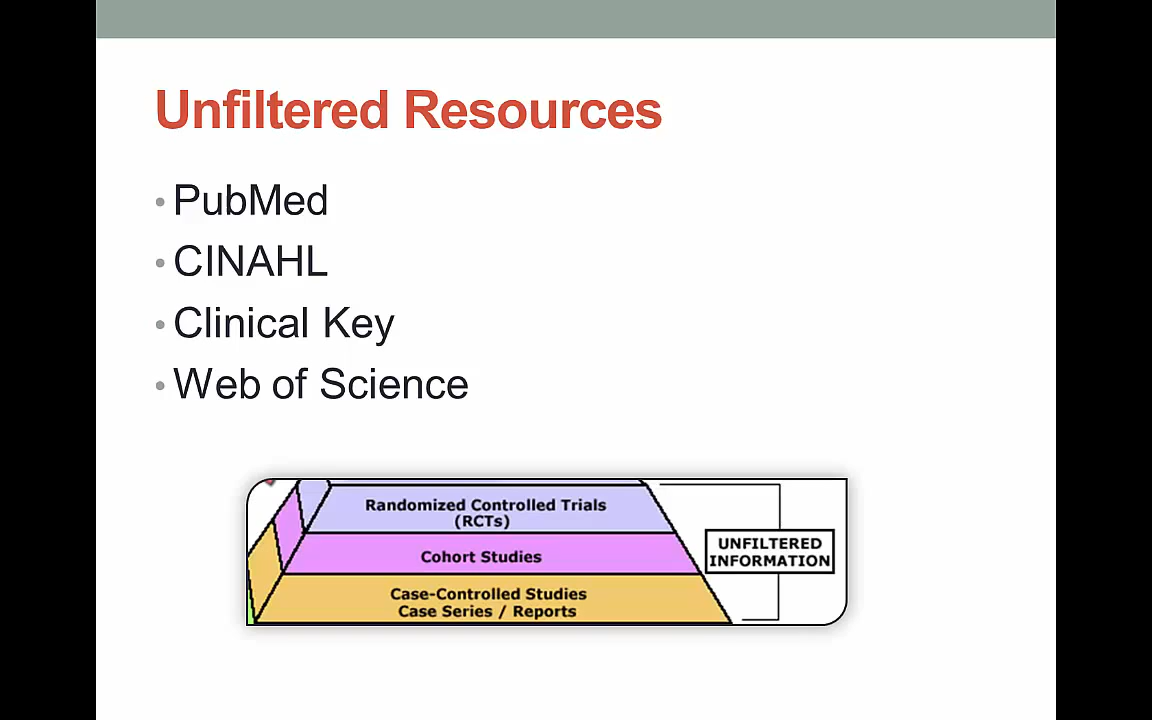 Unfiltered Resources
• PubMed
• CINAHL
• Clinical Key
• Web of Science
Randomized Controlled Trials
(RCTs)
Cohort Studies
Case-Controlled Studies
Case Series / Reports
UNFILTERED
INFORMATION